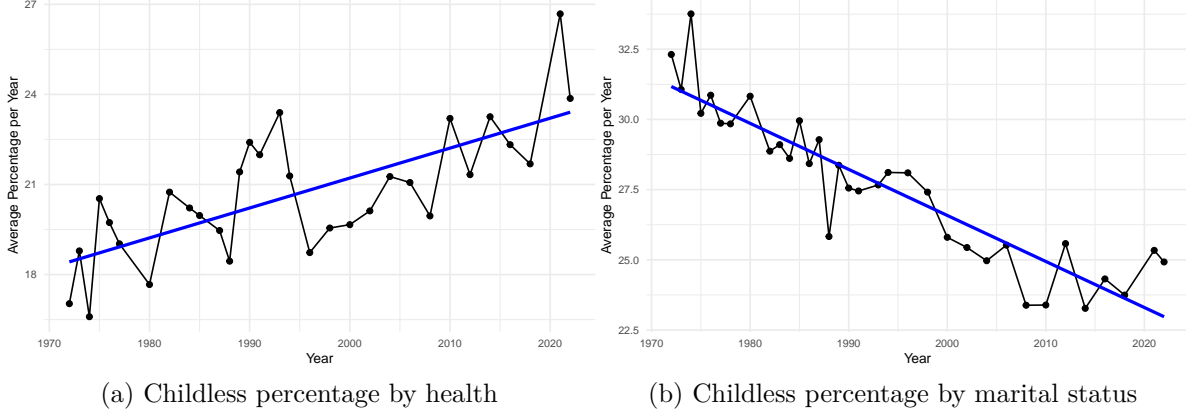 27
24
21
18
Average Percentage per Year
1970 1980 1990 2000 2010 2020
Year
(a) Childless percentage by health
32.5
30.0
27.5
25.0
22.5
Average Percentage per Year
1970 1980 1990 2000 2010 2020
Year
(b) Childless percentage by marital status